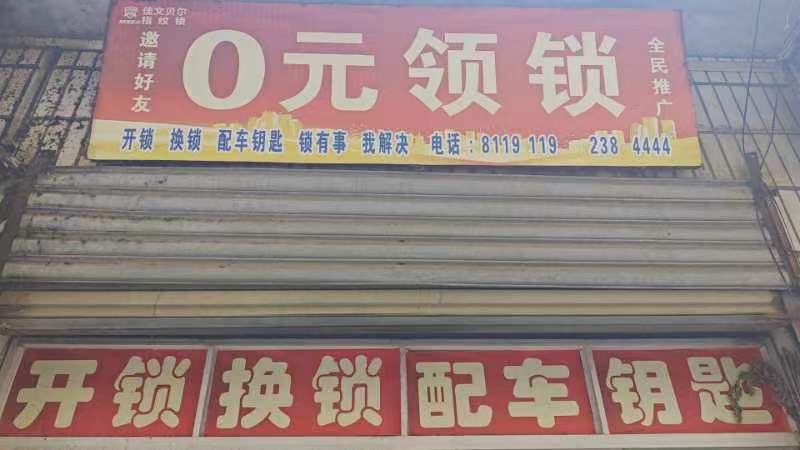 佳文贝尔
指纹锁
邀请好友
0元领锁
全民推广
开锁 换锁 配车钥匙 锁有事 我解决 电话:8119 119 238 4444
开锁 换锁 配车 钥匙